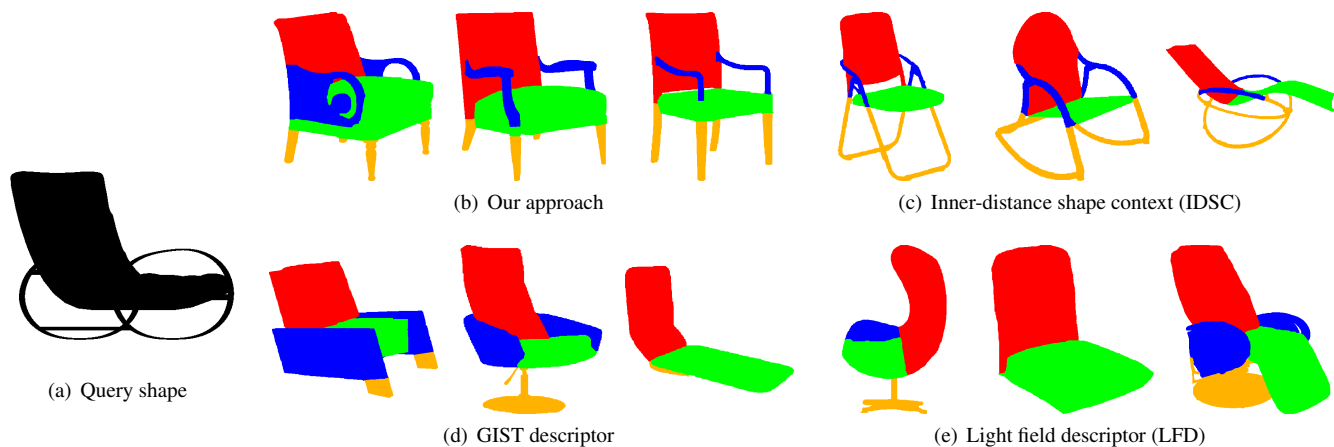 (b) Our approach
(c) Inner-distance shape context (IDSC)
(a) Query shape
(d) GIST descriptor
(e) Light field descriptor (LFD)